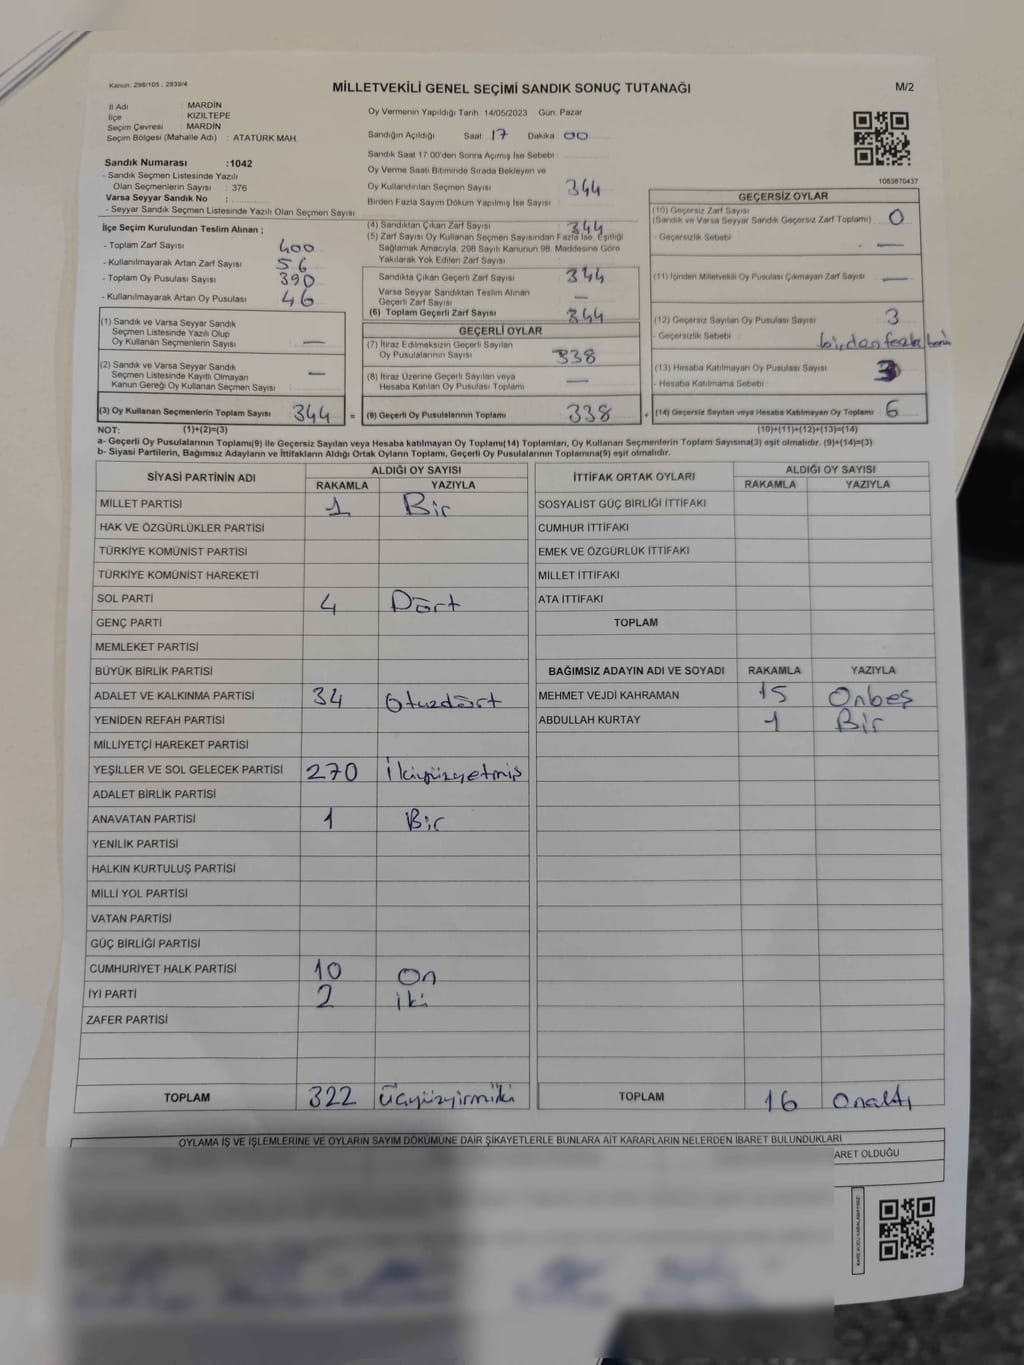 Kanun: 298/105 , 2839/4
MİLLETVEKİLİ GENEL SEÇİMİ SANDIK SONUÇ TUTANAĞI
M/2
İl Adı : MARDİN
İlçe : KIZILTEPE
Seçim Çevresi : MARDİN
Seçim Bölgesi (Mahalle Adı) : ATATÜRK MAH.
Sandık Numarası :1042
- Sandık Seçmen Listesinde Yazılı
Olan Seçmenlerin Sayısı : 376
Varsa Seyyar Sandık No :
- Seyyar Sandık Seçmen Listesinde Yazılı Olan Seçmen Sayısı
Oy Vermenin Yapıldığı Tarih 14/05/2023 Gün: Pazar
Sandığın Açıldığı Saat 17 Dakika 00
Sandık Saat 17:00'den Sonra Açılmış İse Sebebi
Oy Verme Saati Bitiminde Sırada Bekleyen ve
Oy Kullandırılan Seçmen Sayısı 344
Birden Fazla Sayım Döküm Yapılmış İse Sayısı
1083870437
İlçe Seçim Kurulundan Teslim Alınan ;
- Toplam Zarf Sayısı 400
- Kullanılmayarak Artan Zarf Sayısı 56
- Toplam Oy Pusulası Sayısı 390
- Kullanılmayarak Artan Oy Pusulası 46
(1) Sandık ve Varsa Seyyar Sandık
Seçmen Listesinde Yazılı Olup
Oy Kullanan Seçmenlerin Sayısı —
(2) Sandık ve Varsa Seyyar Sandık
Seçmen Listesinde Kayıtlı Olmayan
Kanun Gereği Oy Kullanan Seçmen Sayısı —
(3) Oy Kullanan Seçmenlerin Toplam Sayısı 344 =
(4) Sandıktan Çıkan Zarf Sayısı 344
(5) Zarf Sayısı Oy Kullanan Seçmen Sayısından Fazla İse, Eşitliği
Sağlamak Amacıyla, 298 Sayılı Kanunun 98. Maddesine Göre
Yakılarak Yok Edilen Zarf Sayısı
Sandıkta Çıkan Geçerli Zarf Sayısı 344
Varsa Seyyar Sandıktan Teslim Alınan
Geçerli Zarf Sayısı —
(6) Toplam Geçerli Zarf Sayısı 344
GEÇERLİ OYLAR
(7) İtiraz Edilmeksizin Geçerli Sayılan
Oy Pusulalarının Sayısı 338
(8) İtiraz Üzerine Geçerli Sayılan veya
Hesaba Katılan Oy Pusulası Toplamı —
(9) Geçerli Oy Pusulalarının Toplamı 338 +
GEÇERSİZ OYLAR
(10) Geçersiz Zarf Sayısı
(Sandık ve Varsa Seyyar Sandık Geçersiz Zarf Toplamı) 0
- Geçersizlik Sebebi —
(11) İçinden Milletvekili Oy Pusulası Çıkmayan Zarf Sayısı —
(12) Geçersiz Sayılan Oy Pusulası Sayısı 3
- Geçersizlik Sebebi birden fazla
(13) Hesaba Katılmayan Oy Pusulası Sayısı 3
- Hesaba Katılmama Sebebi
(14) Geçersiz Sayılan veya Hesaba Katılmayan Oy Toplamı 6
NOT: (1)+(2)=(3) (10)+(11)+(12)+(13)=(14)
a- Geçerli Oy Pusulalarının Toplamı(9) ile Geçersiz Sayılan veya Hesaba katılmayan Oy Toplamı(14) Toplamları, Oy Kullanan Seçmenlerin Toplam Sayısına(3) eşit olmalıdır. (9)+(14)=(3)
b- Siyasi Partilerin, Bağımsız Adayların ve İttifakların Aldığı Ortak Oyların Toplamı, Geçerli Oy Pusulalarının Toplamına(9) eşit olmalıdır.
SİYASİ PARTİNİN ADI ALDIĞI OY SAYISI
RAKAMLA YAZIYLA
MİLLET PARTİSİ 1 Bir
HAK VE ÖZGÜRLÜKLER PARTİSİ
TÜRKİYE KOMÜNİST PARTİSİ
TÜRKİYE KOMÜNİST HAREKETİ
SOL PARTİ 4 Dört
GENÇ PARTİ
MEMLEKET PARTİSİ
BÜYÜK BİRLİK PARTİSİ
ADALET VE KALKINMA PARTİSİ 34 Otuzdört
YENİDEN REFAH PARTİSİ
MİLLİYETÇİ HAREKET PARTİSİ
YEŞİLLER VE SOL GELECEK PARTİSİ 270 İkiyüzyetmiş
ADALET BİRLİK PARTİSİ
ANAVATAN PARTİSİ 1 Bir
YENİLİK PARTİSİ
HALKIN KURTULUŞ PARTİSİ
MİLLİ YOL PARTİSİ
VATAN PARTİSİ
GÜÇ BİRLİĞİ PARTİSİ
CUMHURİYET HALK PARTİSİ 10 On
İYİ PARTİ 2 iki
ZAFER PARTİSİ
TOPLAM 322 Üçyüzyirmiiki
İTTİFAK ORTAK OYLARI ALDIĞI OY SAYISI
RAKAMLA YAZIYLA
SOSYALİST GÜÇ BİRLİĞİ İTTİFAKI
CUMHUR İTTİFAKI
EMEK VE ÖZGÜRLÜK İTTİFAKI
MİLLET İTTİFAKI
ATA İTTİFAKI
TOPLAM
BAĞIMSIZ ADAYIN ADI VE SOYADI RAKAMLA YAZIYLA
MEHMET VEJDİ KAHRAMAN 15 Onbeş
ABDULLAH KURTAY 1 Bir
TOPLAM 16 Onaltı
OYLAMA İŞ VE İŞLEMLERİNE VE OYLARIN SAYIM DÖKÜMÜNE DAİR ŞİKAYETLERLE BUNLARA AİT KARARLARIN NELERDEN İBARET BULUNDUKLARI
ARET OLDUĞU